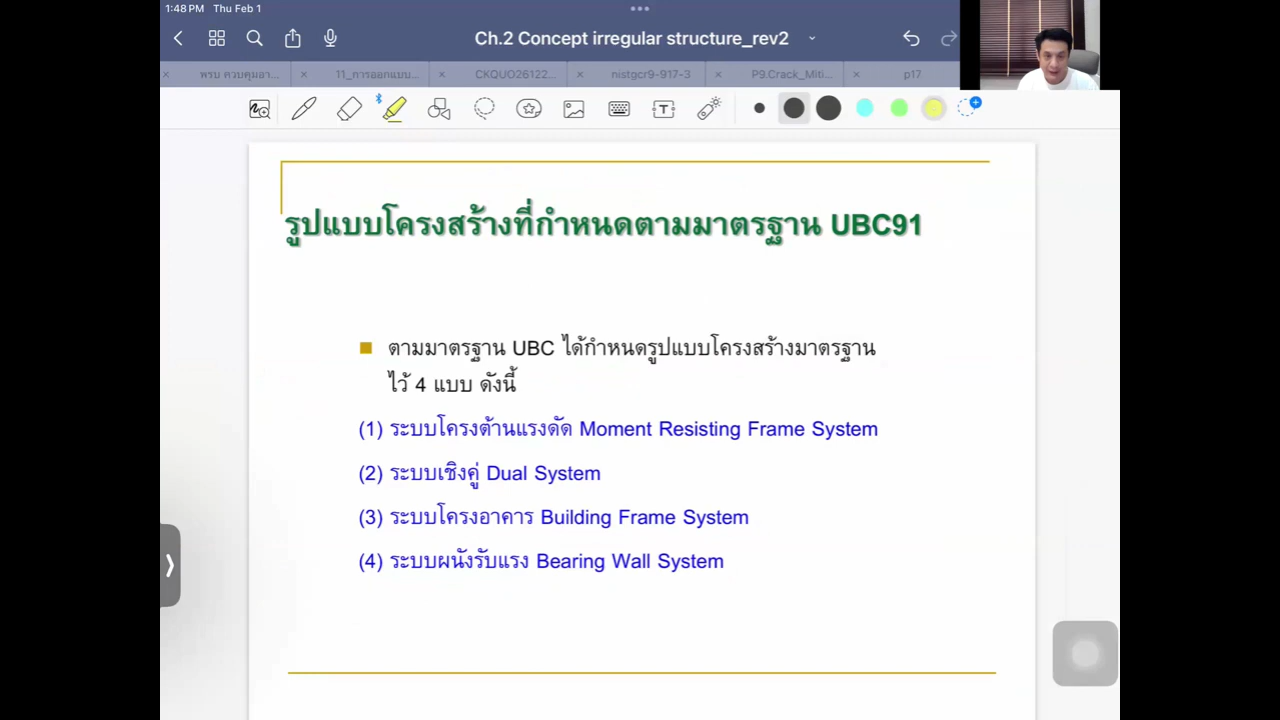 1:48 PM Thu Feb 1
Ch.2 Concept irregular structure_rev2
พรบ ควบคุมอา... 11_การออกแบบ... CKQUO26122... nistgcr9-917-3 P9.Crack_Miti... p17
รูปแบบโครงสร้างที่กำหนดตามมาตรฐาน UBC91
ตามมาตรฐาน UBC ได้กำหนดรูปแบบโครงสร้างมาตรฐาน
ไว้ 4 แบบ ดังนี้
(1) ระบบโครงต้านแรงดัด Moment Resisting Frame System
(2) ระบบเชิงคู่ Dual System
(3) ระบบโครงอาคาร Building Frame System
(4) ระบบผนังรับแรง Bearing Wall System